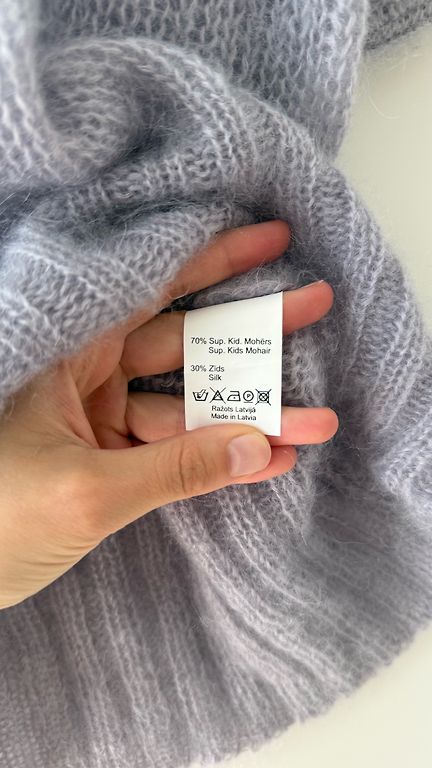 70% Sup. Kid. Mohērs
Sup. Kids Mohair
30% Zīds
Silk
Ražots Latvijā
Made in Latvia